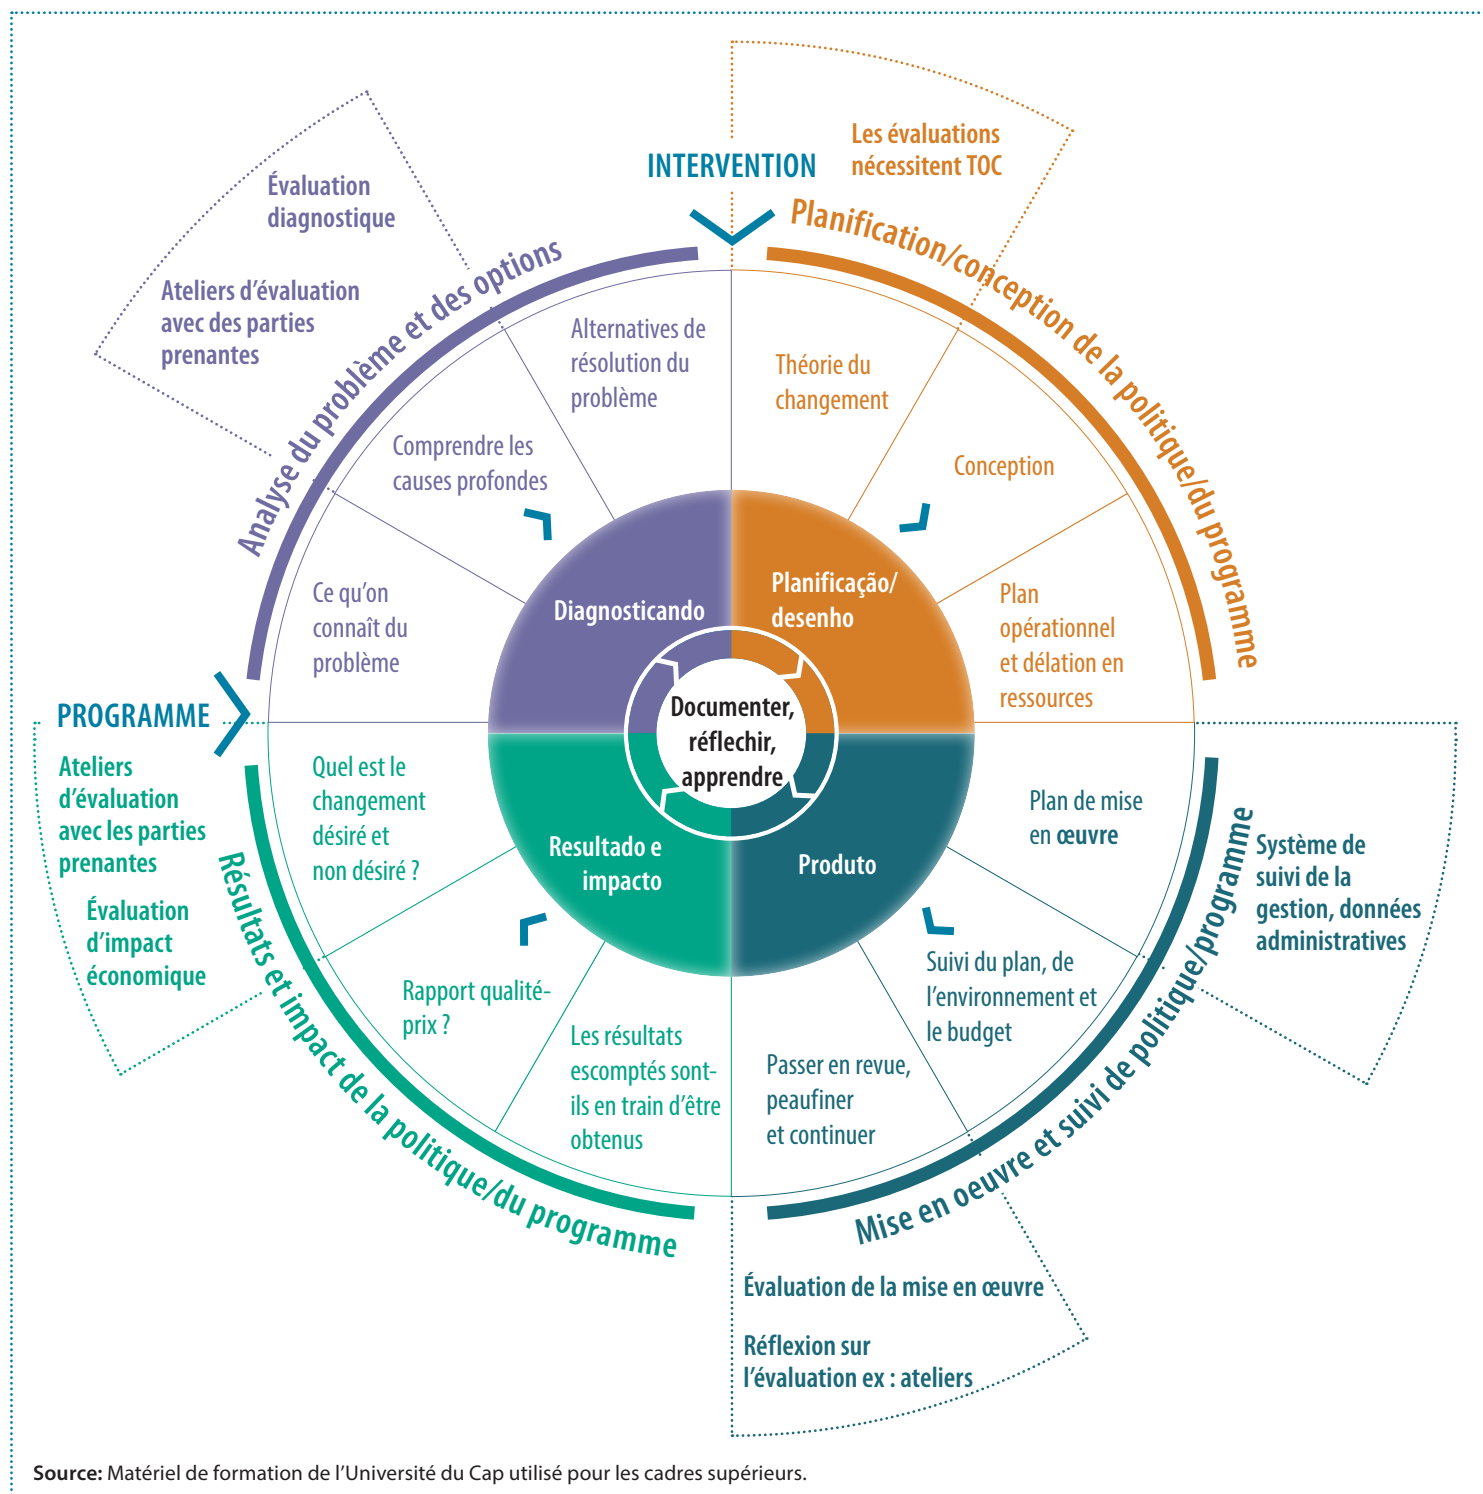 INTERVENTION
Les évaluations
nécessitent TOC
Planification/conception de la politique/du programme
Théorie du
changement
Conception
Plan
opérationnel
et délation en
ressources
Planificação/
desenho
Évaluation
diagnostique
Ateliers d'évaluation
avec des parties
prenantes
Analyse du problème et des options
Alternatives de
résolution du
problème
Comprendre les
causes profondes
Ce qu'on
connaît du
problème
Diagnosticando
Documenter,
réflechir,
apprendre
PROGRAMME
Ateliers
d'évaluation
avec les parties
prenantes
Évaluation
d'impact
économique
Résultats et impact de la politique/du programme
Quel est le
changement
désiré et
non désiré ?
Rapport qualité-
prix ?
Les résultats
escomptés sont-
ils en train d'être
obtenus
Resultado e
impacto
Produto
Plan de mise
en œuvre
Suivi du plan, de
l'environnement et
le budget
Passer en revue,
peaufiner
et continuer
Mise en oeuvre et suivi de politique/programme
Système de
suivi de la
gestion, données
administratives
Évaluation de la mise en œuvre
Réflexion sur
l'évaluation ex : ateliers
Source: Matériel de formation de l'Université du Cap utilisé pour les cadres supérieurs.